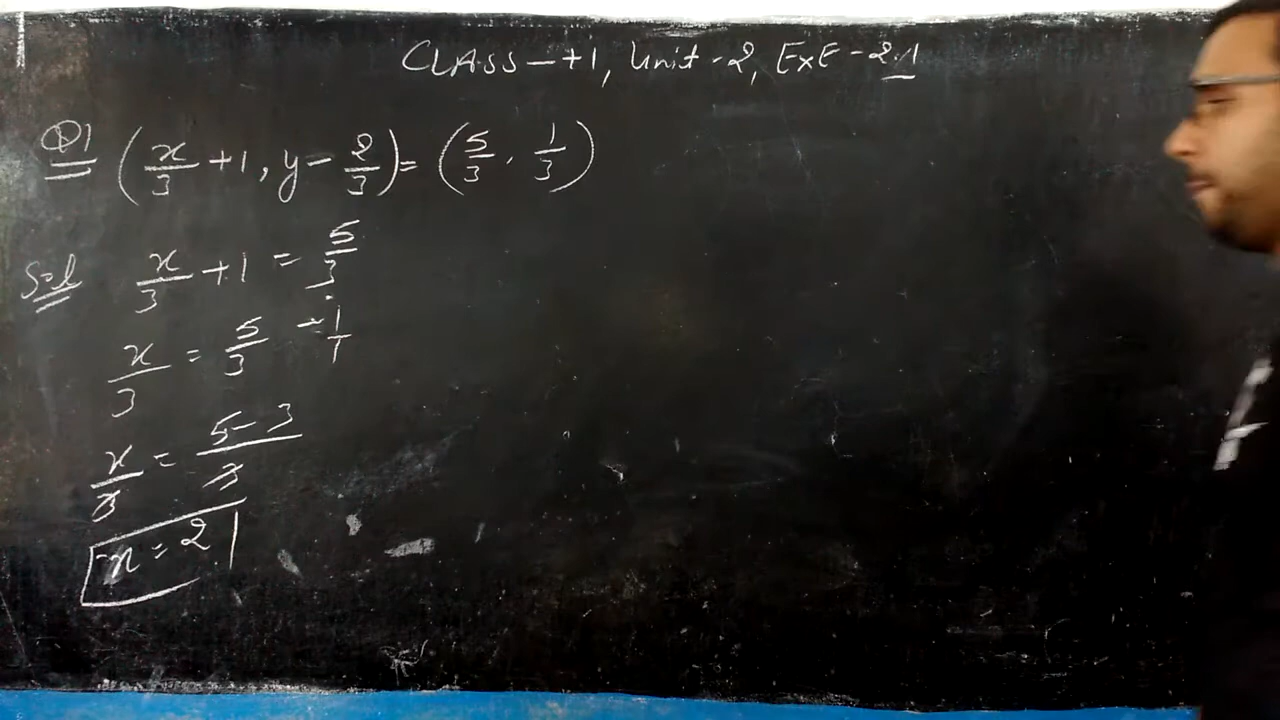 CLASS-+1, Unit-2, EXE-2.1
Q1 (x/3 + 1, y - 2/3) = (5/3, 1/3)
Sol x/3 + 1 = 5/3
x/3 = 5/3 - 1/1
x/3 = 5-3/3
x = 2